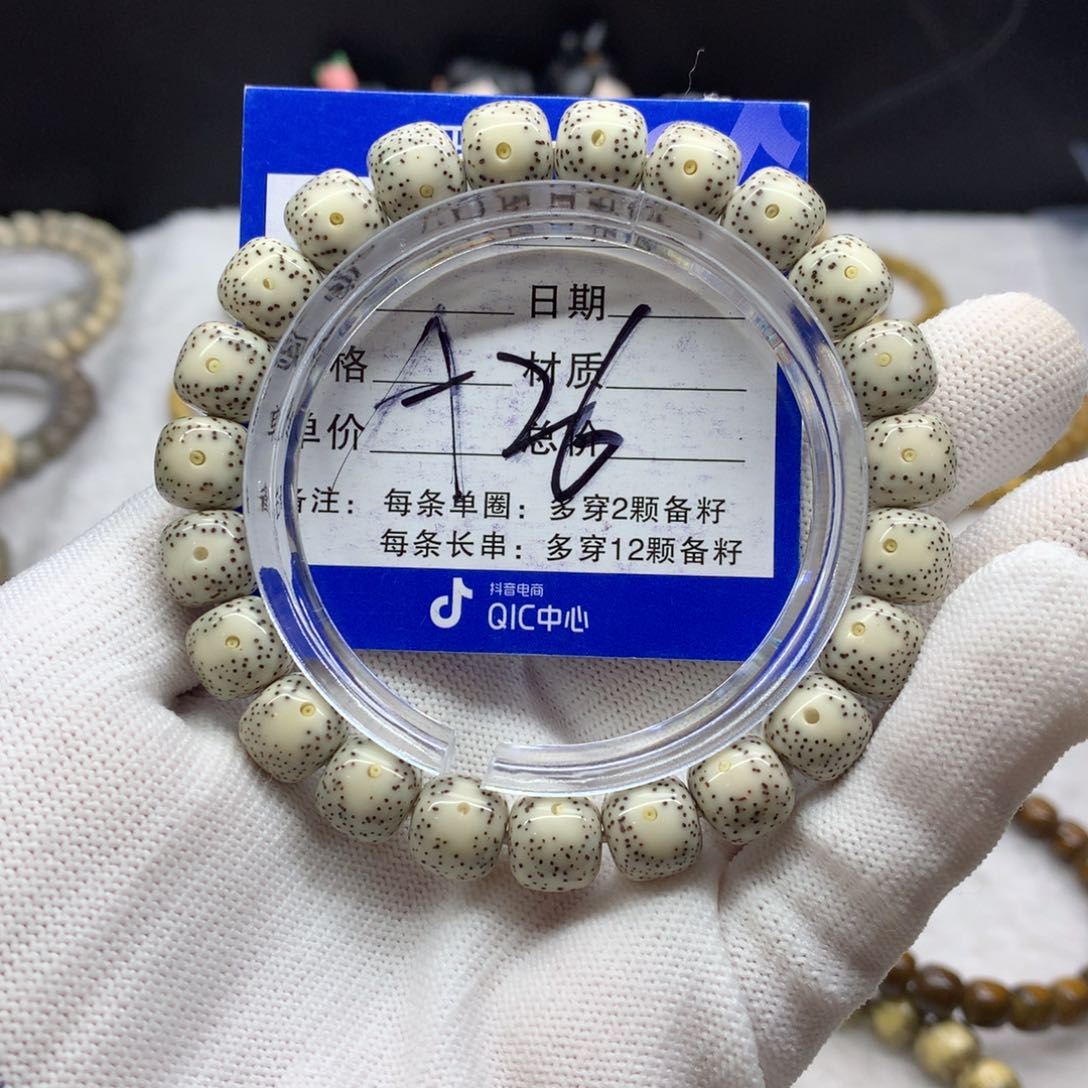 日期
格 材质
单价 总价
A26
备注：每条单圈：多穿2颗备籽
每条长串：多穿12颗备籽
抖音电商
QIC中心